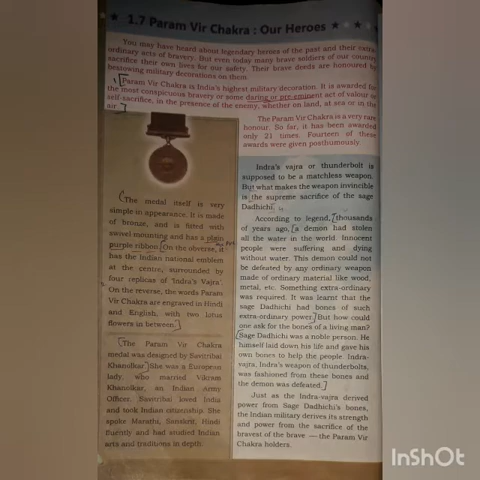 1.7 Param Vir Chakra : Our Heroes
You may have heard about legendary heroes of the past and their extra-
ordinary acts of bravery. But even today many brave soldiers of our country
sacrifice their own lives for our safety. Their brave deeds are honoured by
bestowing military decorations on them.
Param Vir Chakra is India's highest military decoration. It is awarded for
the most conspicuous bravery or some daring or pre-eminent act of valour or
self-sacrifice, in the presence of the enemy, whether on land, at sea or in the
air.
The Param Vir Chakra is a very rare
honour. So far, it has been awarded
only 21 times. Fourteen of these
awards were given posthumously.
The medal itself is very
simple in appearance. It is made
of bronze, and is fitted with
swivel mounting and has a plain
purple ribbon. On the obverse, it
has the Indian national emblem
at the centre, surrounded by
four replicas of 'Indra's Vajra'.
On the reverse, the words Param
Vir Chakra are engraved in Hindi
and English, with two lotus
flowers in between.
The Param Vir Chakra
medal was designed by Savitribai
Khanolkar. She was a European
lady, who married Vikram
Khanolkar, an Indian Army
Officer. Savitribai loved India
and took Indian citizenship. She
spoke Marathi, Sanskrit, Hindi
fluently and had studied Indian
arts and traditions in depth.
Indra's vajra or thunderbolt is
supposed to be a matchless weapon.
But what makes the weapon invincible
is the supreme sacrifice of the sage
Dadhichi.
According to legend, thousands
of years ago, a demon had stolen
all the water in the world. Innocent
people were suffering and dying
without water. This demon could not
be defeated by any ordinary weapon
made of ordinary material like wood,
metal, etc. Something extra-ordinary
was required. It was learnt that the
sage Dadhichi had bones of such
extra-ordinary power. But how could
one ask for the bones of a living man?
Sage Dadhichi was a noble person. He
himself laid down his life and gave his
own bones to help the people. Indra-
vajra, Indra's weapon of thunderbolts,
was fashioned from these bones and
the demon was defeated.
Just as the Indra-vajra derived
power from Sage Dadhichi's bones,
the Indian military derives its strength
and power from the sacrifice of the
bravest of the brave — the Param Vir
Chakra holders.
InShOt